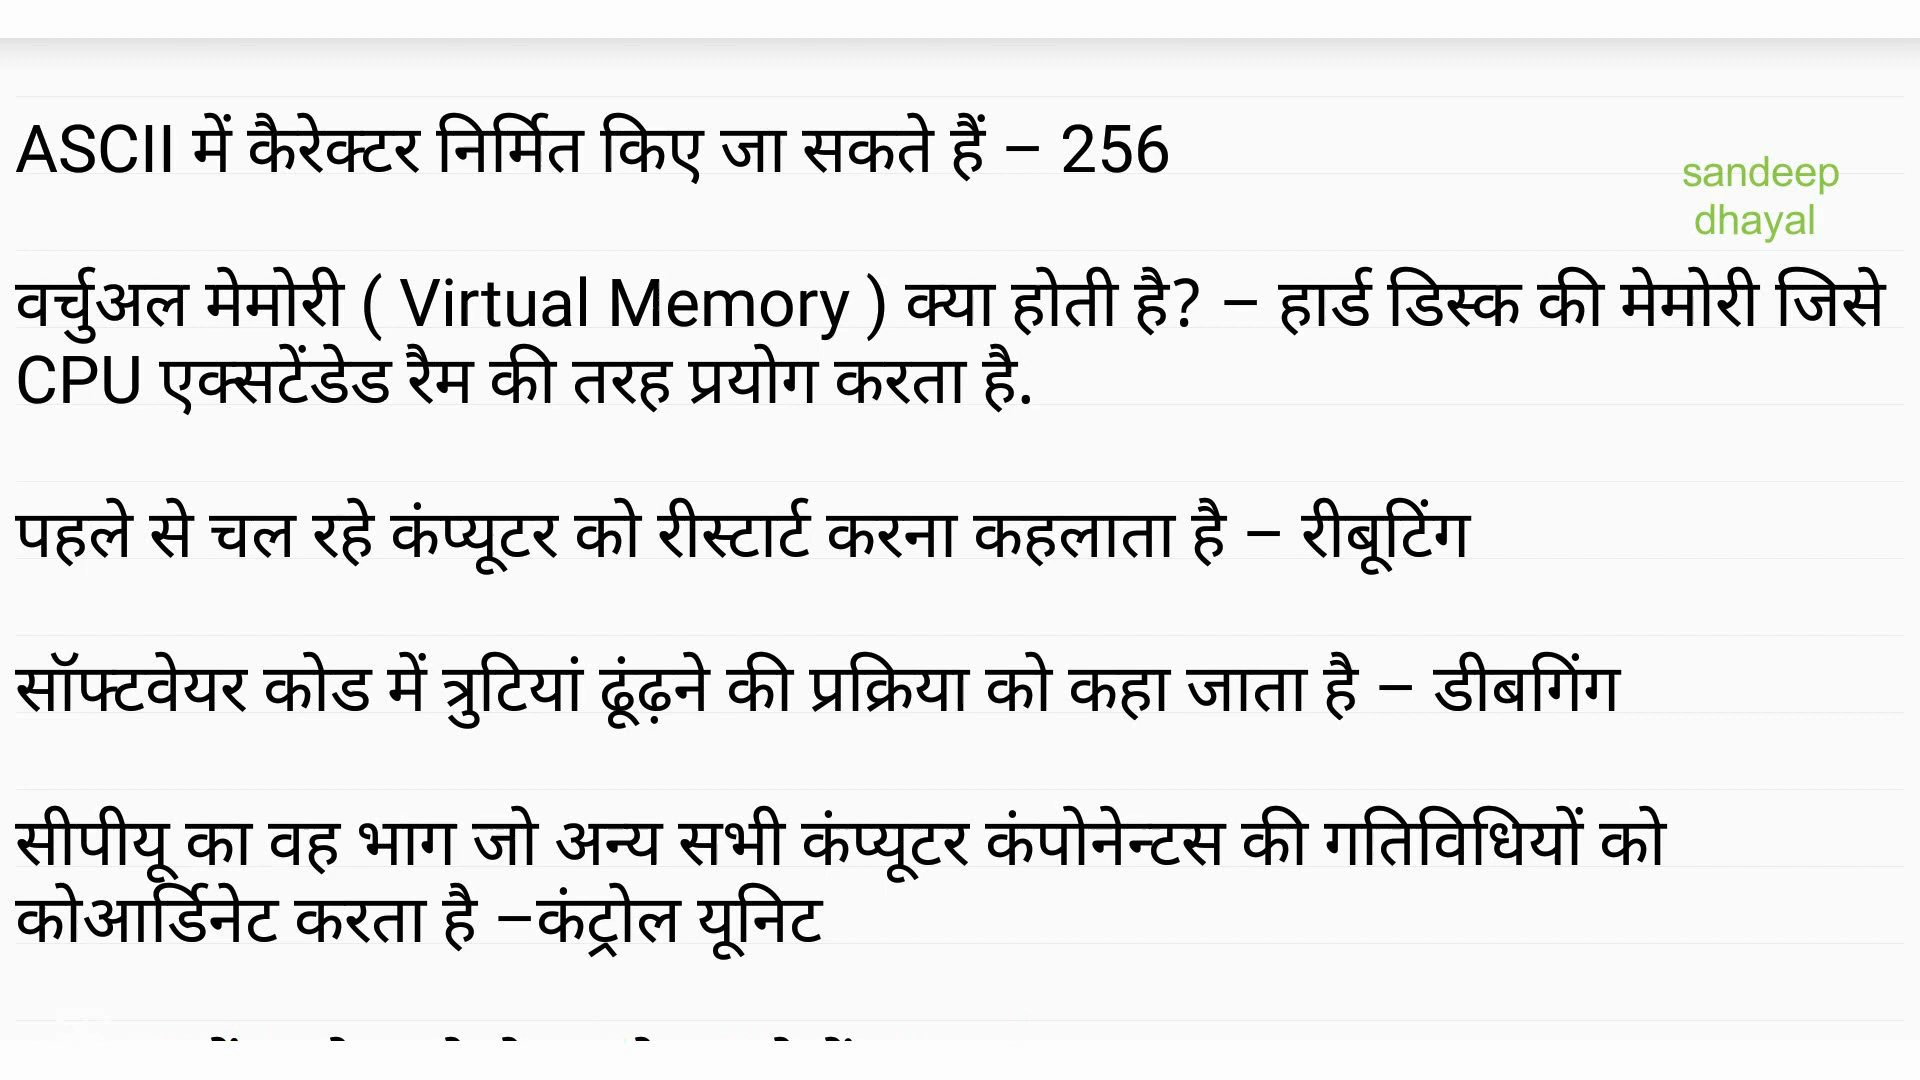 ASCII में कैरेक्टर निर्मित किए जा सकते हैं – 256
sandeep
dhayal
वर्चुअल मेमोरी ( Virtual Memory ) क्या होती है? – हार्ड डिस्क की मेमोरी जिसे
CPU एक्सटेंडेड रैम की तरह प्रयोग करता है.
पहले से चल रहे कंप्यूटर को रीस्टार्ट करना कहलाता है – रीबूटिंग
सॉफ्टवेयर कोड में त्रुटियां ढूंढ़ने की प्रक्रिया को कहा जाता है – डीबगिंग
सीपीयू का वह भाग जो अन्य सभी कंप्यूटर कंपोनेन्टस की गतिविधियों को
कोआर्डिनेट करता है –कंट्रोल यूनिट